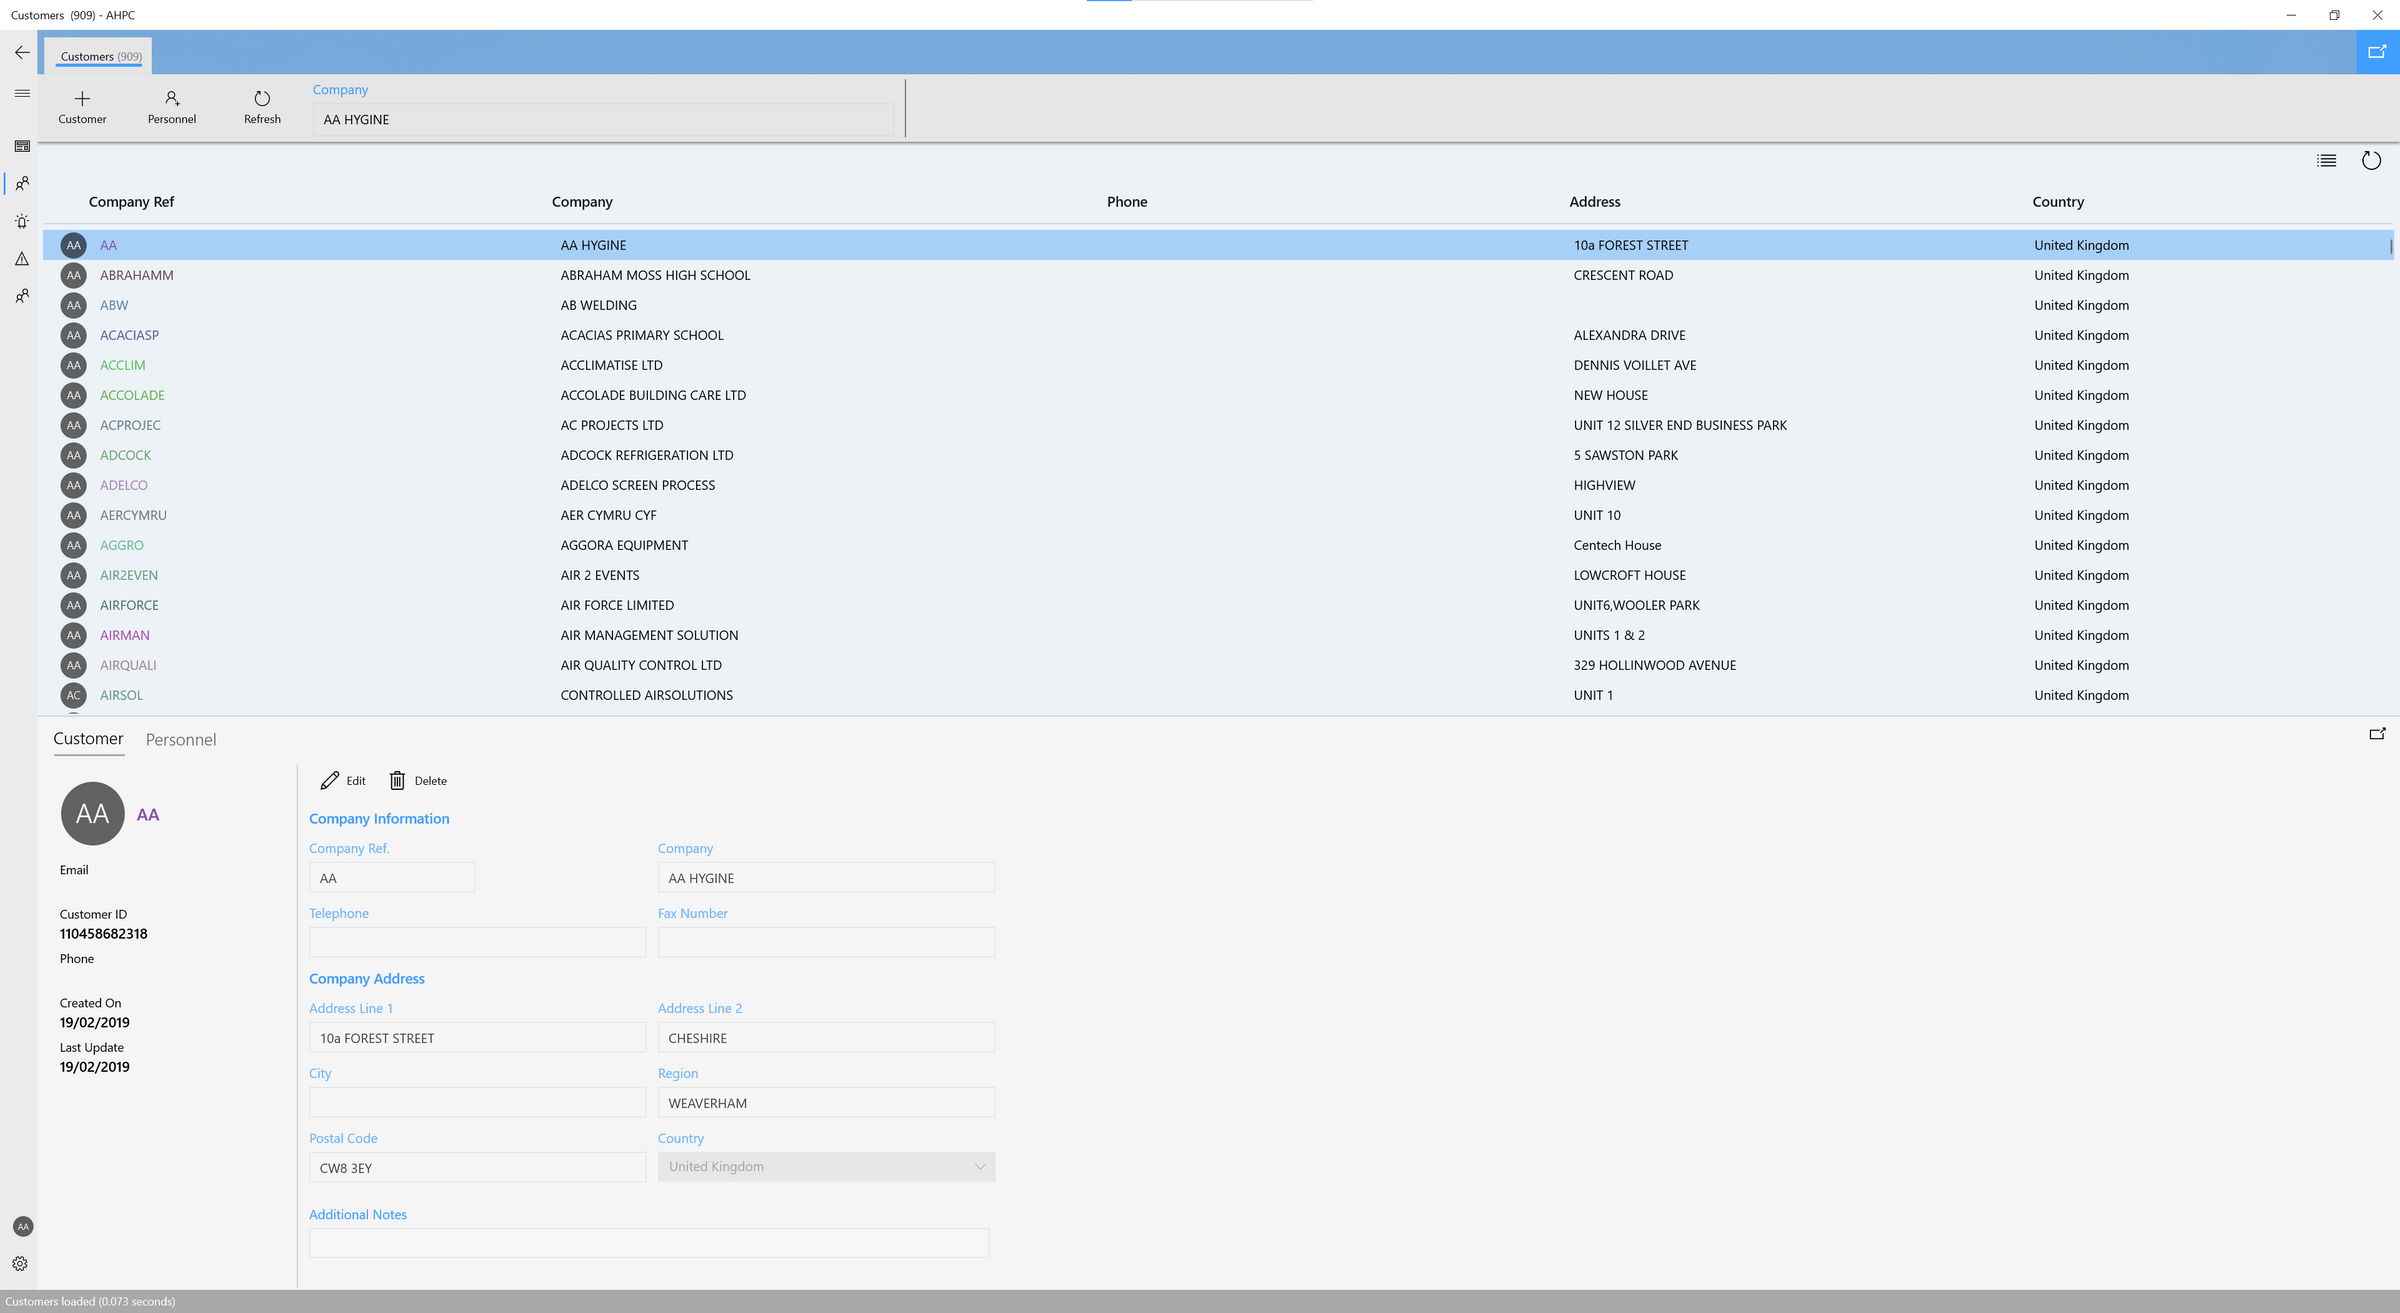 Customers (909) - AHPC
Customers (909)
Customer
Personnel
Refresh
Company
AA HYGINE
Company Ref Company Phone Address Country
AA AA AA HYGINE 10a FOREST STREET United Kingdom
AA ABRAHAMM ABRAHAM MOSS HIGH SCHOOL CRESCENT ROAD United Kingdom
AA ABW AB WELDING United Kingdom
AA ACACIASP ACACIAS PRIMARY SCHOOL ALEXANDRA DRIVE United Kingdom
AA ACCLIM ACCLIMATISE LTD DENNIS VOILLET AVE United Kingdom
AA ACCOLADE ACCOLADE BUILDING CARE LTD NEW HOUSE United Kingdom
AA ACPROJEC AC PROJECTS LTD UNIT 12 SILVER END BUSINESS PARK United Kingdom
AA ADCOCK ADCOCK REFRIGERATION LTD 5 SAWSTON PARK United Kingdom
AA ADELCO ADELCO SCREEN PROCESS HIGHVIEW United Kingdom
AA AERCYMRU AER CYMRU CYF UNIT 10 United Kingdom
AA AGGRO AGGORA EQUIPMENT Centech House United Kingdom
AA AIR2EVEN AIR 2 EVENTS LOWCROFT HOUSE United Kingdom
AA AIRFORCE AIR FORCE LIMITED UNIT6,WOOLER PARK United Kingdom
AA AIRMAN AIR MANAGEMENT SOLUTION UNITS 1 & 2 United Kingdom
AA AIRQUALI AIR QUALITY CONTROL LTD 329 HOLLINWOOD AVENUE United Kingdom
AC AIRSOL CONTROLLED AIRSOLUTIONS UNIT 1 United Kingdom
Customer Personnel
AA AA
Email
Customer ID
110458682318
Phone
Created On
19/02/2019
Last Update
19/02/2019
Edit Delete
Company Information
Company Ref. Company
AA AA HYGINE
Telephone Fax Number
Company Address
Address Line 1 Address Line 2
10a FOREST STREET CHESHIRE
City Region
WEAVERHAM
Postal Code Country
CW8 3EY United Kingdom
Additional Notes
AA
Customers loaded (0.073 seconds)